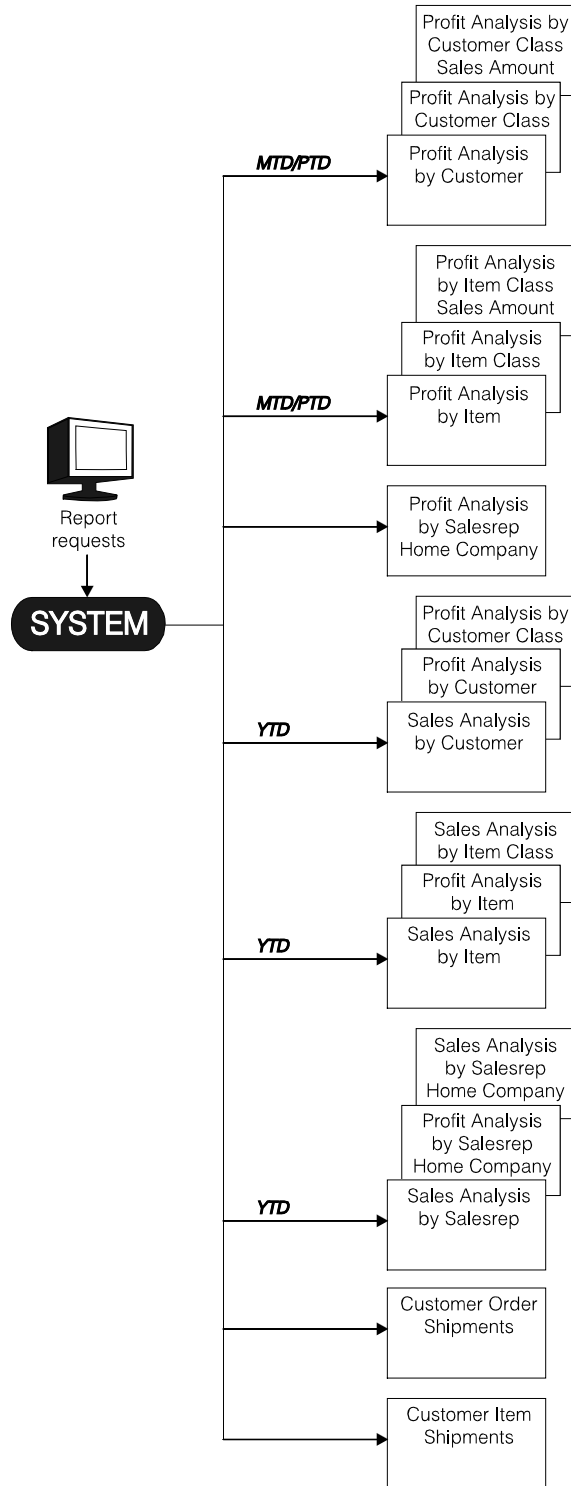 Profit Analysis by
Customer Class
Sales Amount
Profit Analysis by
Customer Class
MTD/PTD
Profit Analysis
by Customer
Profit Analysis
by Item Class
Sales Amount
Profit Analysis
by Item Class
MTD/PTD
Profit Analysis
by Item
Report
requests
Profit Analysis
by Salesrep
Home Company
SYSTEM
Profit Analysis by
Customer Class
Profit Analysis
by Customer
YTD
Sales Analysis
by Customer
Sales Analysis
by Item Class
Profit Analysis
by Item
YTD
Sales Analysis
by Item
Sales Analysis
by Salesrep
Home Company
Profit Analysis
by Salesrep
Home Company
YTD
Sales Analysis
by Salesrep
Customer Order
Shipments
Customer Item
Shipments